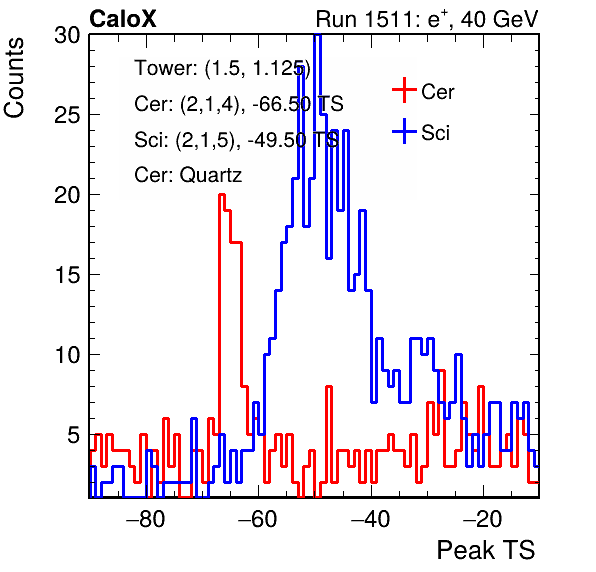 CaloX Run 1511: e⁺, 40 GeV
Counts
30
25
20
15
10
5
Tower: (1.5, 1.125)
Cer: (2,1,4), -66.50 TS
Sci: (2,1,5), -49.50 TS
Cer: Quartz
Cer
Sci
−80 −60 −40 −20
Peak TS